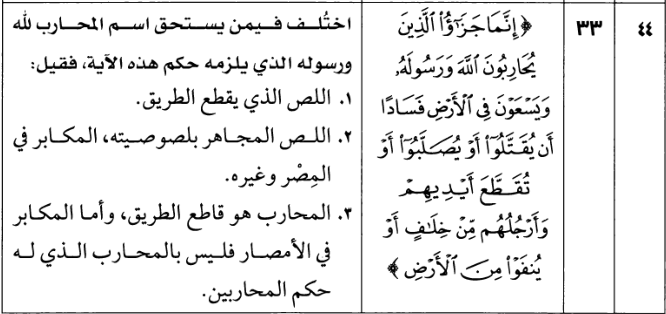 ٤٤
٣٣
﴿ إِنَّمَا جَزَٰٓؤُاْ ٱلَّذِينَ
يُحَارِبُونَ ٱللَّهَ وَرَسُولَهُۥ
وَيَسۡعَوۡنَ فِي ٱلۡأَرۡضِ فَسَادًا
أَن يُقَتَّلُوٓاْ أَوۡ يُصَلَّبُوٓاْ أَوۡ
تُقَطَّعَ أَيۡدِيهِمۡ
وَأَرۡجُلُهُم مِّنۡ خِلَٰفٍ أَوۡ
يُنفَوۡاْ مِنَ ٱلۡأَرۡضِ ﴾
اختُلف فيمن يستحق اسم المحارب لله
ورسوله الذي يلزمه حكم هذه الآية، فقيل:
١. اللص الذي يقطع الطريق.
٢. اللص المجاهر بلصوصيته، المكابر في
المِصْر وغيره.
٣. المحارب هو قاطع الطريق، وأما المكابر
في الأمصار فليس بالمحارب الذي له
حكم المحاربين.